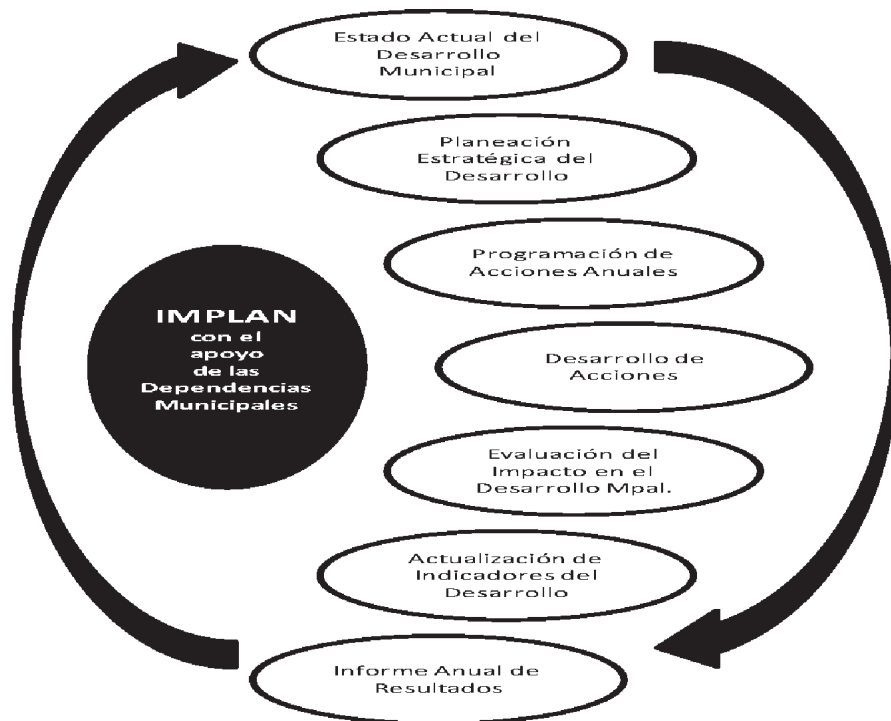 Estado Actual del
Desarrollo
Municipal
Planeación
Estratégica del
Desarrollo
Programación de
Acciones Anuales
IMPLAN
con el
apoyo
de las
Dependencias
Municipales
Desarrollo de
Acciones
Evaluación del
Impacto en el
Desarrollo Mpal.
Actualización de
Indicadores del
Desarrollo
Informe Anual de
Resultados